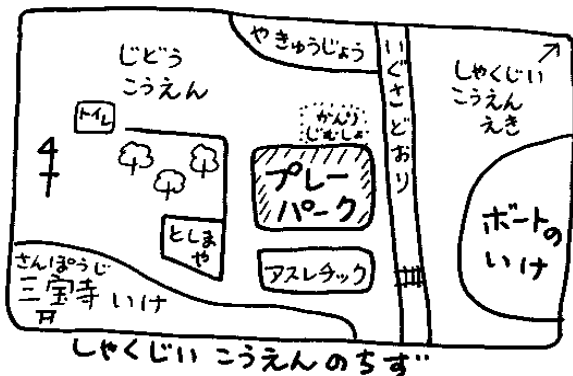 じどう
こうえん
やきゅうじょう
いぐさどおり
しゃくじい
こうえん
えき
トイレ
かんり
じむしょ
プレー
パーク
ボートの
いけ
としま
や
アスレチック
さんぽうじ
三宝寺 いけ
しゃくじい こうえん のちず